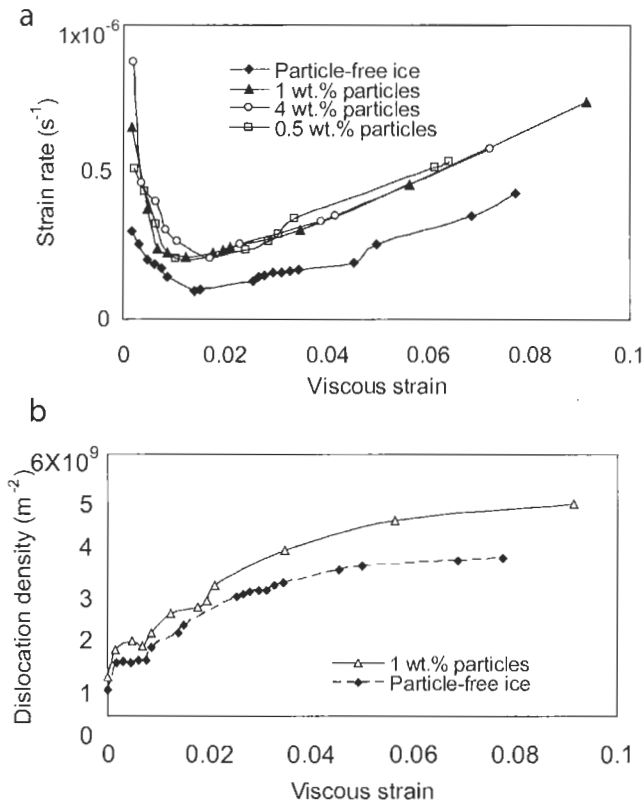 a
1x10-6
Particle-free ice
1 wt.% particles
4 wt.% particles
0.5 wt.% particles
0.5
Strain rate (s-1)
0
0 0.02 0.04 0.06 0.08 0.1
Viscous strain
b
6X10 9
5
4
3
2
1
0
Dislocation density (m-2)
1 wt.% particles
Particle-free ice
0 0.02 0.04 0.06 0.08 0.1
Viscous strain